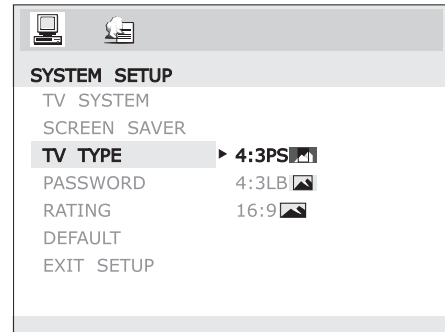 SYSTEM SETUP
TV SYSTEM
SCREEN SAVER
TV TYPE 4:3PS
PASSWORD 4:3LB
RATING 16:9
DEFAULT
EXIT SETUP